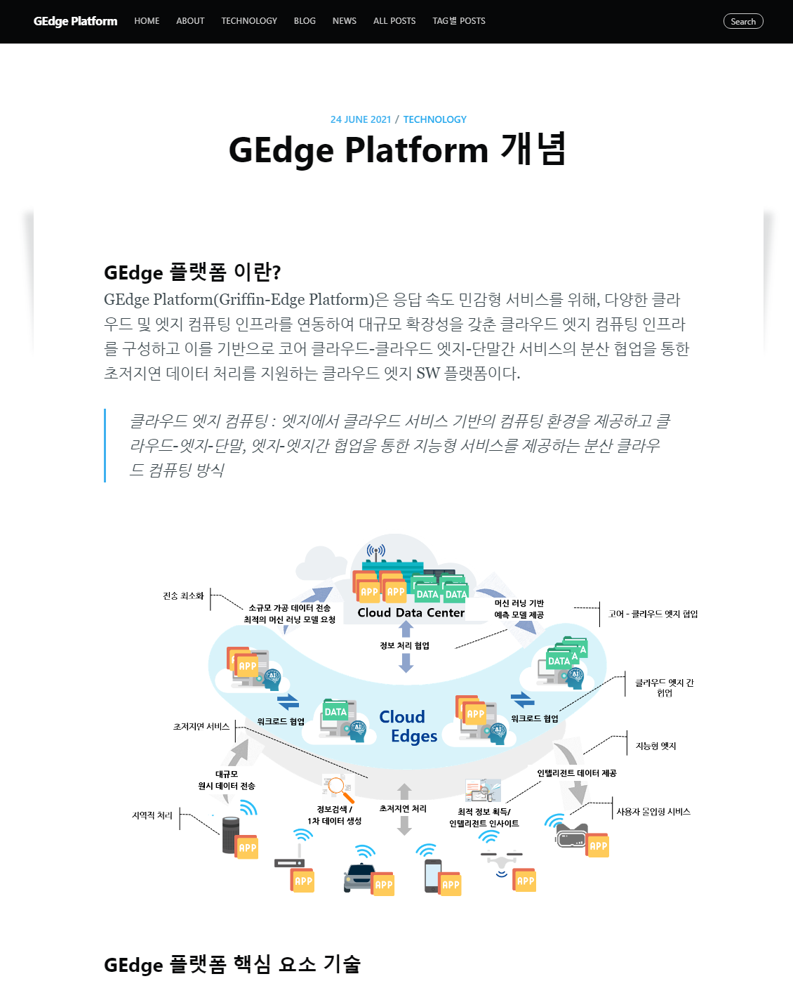 GEdge Platform HOME ABOUT TECHNOLOGY BLOG NEWS ALL POSTS TAG별 POSTS Search
24 JUNE 2021 / TECHNOLOGY
GEdge Platform 개념
GEdge 플랫폼 이란?
GEdge Platform(Griffin-Edge Platform)은 응답 속도 민감형 서비스를 위해, 다양한 클라
우드 및 엣지 컴퓨팅 인프라를 연동하여 대규모 확장성을 갖춘 클라우드 엣지 컴퓨팅 인프라
를 구성하고 이를 기반으로 코어 클라우드-클라우드 엣지-단말간 서비스의 분산 협업을 통한
초저지연 데이터 처리를 지원하는 클라우드 엣지 SW 플랫폼이다.
클라우드 엣지 컴퓨팅 : 엣지에서 클라우드 서비스 기반의 컴퓨팅 환경을 제공하고 클
라우드-엣지-단말, 엣지-엣지간 협업을 통한 지능형 서비스를 제공하는 분산 클라우
드 컴퓨팅 방식
APP APP DATA DATA
Cloud Data Center
전송 최소화
소규모 가공 데이터 전송
최적의 머신 러닝 모델 요청
머신 러닝 기반
예측 모델 제공
코어 - 클라우드 엣지 협업
정보 처리 협업
APP AI
DATA DATA AI
클라우드 엣지 간
협업
워크로드 협업
DATA AI
Cloud
Edges
APP AI
워크로드 협업
초저지연 서비스
지능형 엣지
대규모
원시 데이터 전송
인텔리전트 데이터 제공
정보검색 /
1차 데이터 생성
초저지연 처리
최적 정보 획득/
인텔리전트 인사이트
지역적 처리
사용자 몰입형 서비스
APP APP APP APP APP APP
GEdge 플랫폼 핵심 요소 기술